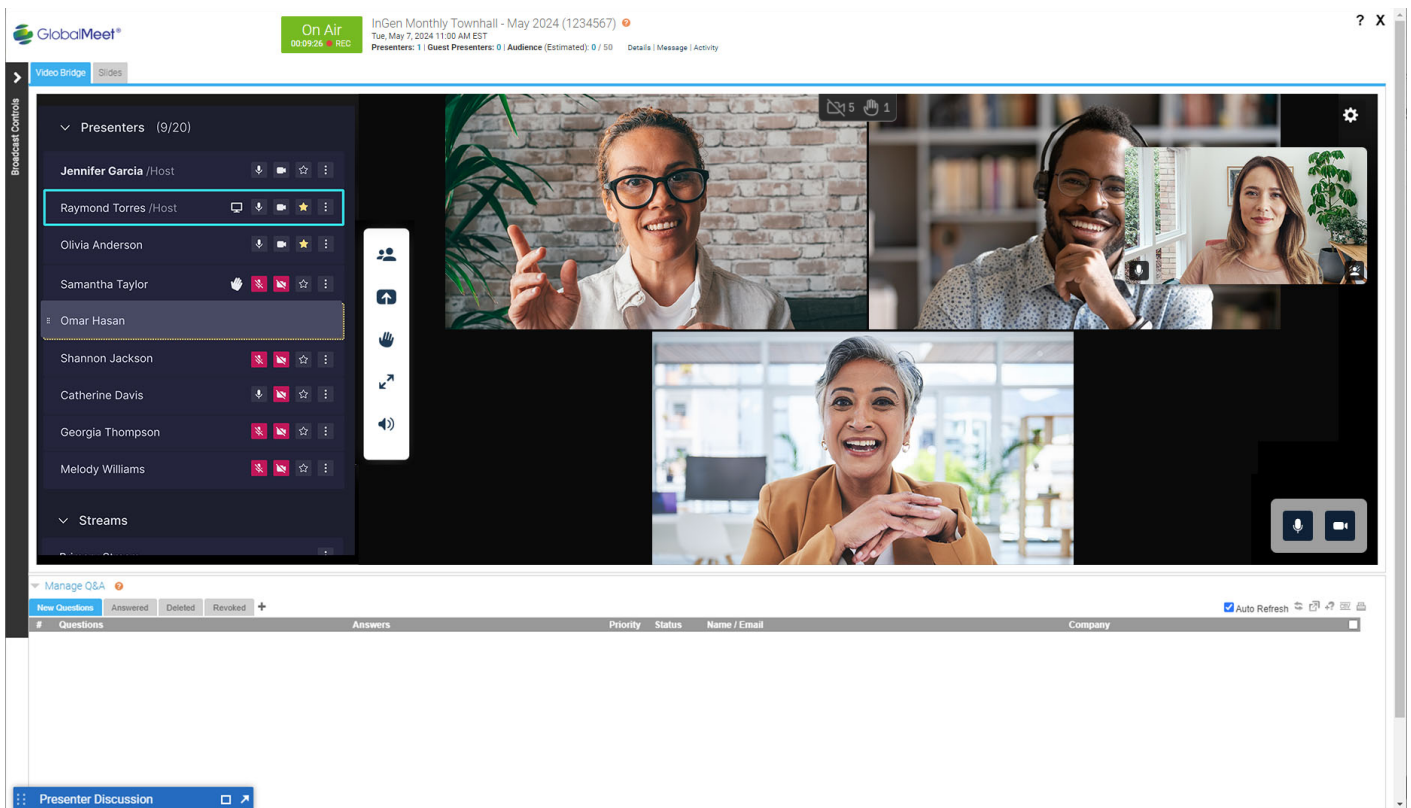 GlobalMeet®
On Air
00:09:26 REC
InGen Monthly Townhall - May 2024 (1234567) ?
Tue, May 7, 2024 11:00 AM EST
Presenters: 1 | Guest Presenters: 0 | Audience (Estimated): 0 / 50 Details | Message | Activity
? X
Video Bridge Slides
Broadcast Controls
Presenters (9/20)
5 1
Jennifer Garcia /Host
Raymond Torres /Host
Olivia Anderson
Samantha Taylor
Omar Hasan
Shannon Jackson
Catherine Davis
Georgia Thompson
Melody Williams
Streams
Manage Q&A ?
New Questions Answered Deleted Revoked +
Auto Refresh
# Questions Answers Priority Status Name / Email Company
Presenter Discussion